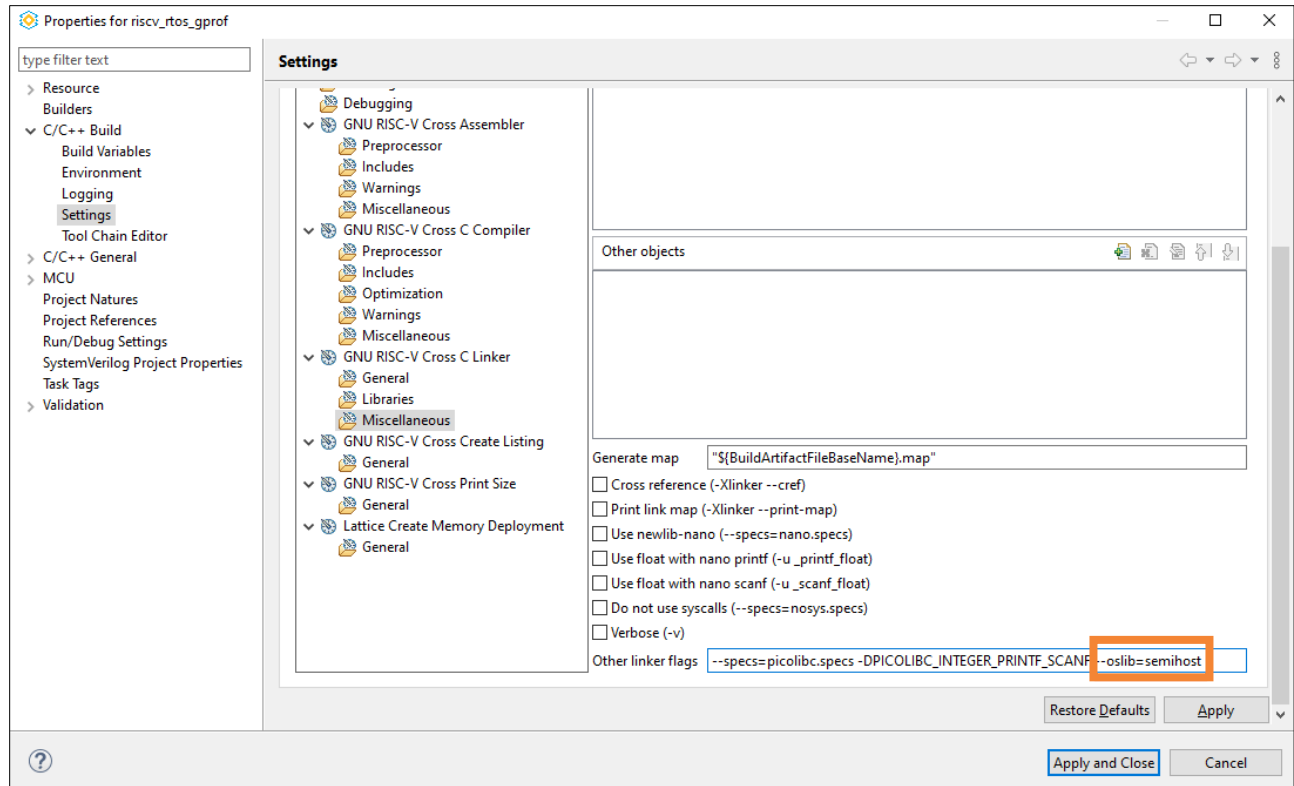 Properties for riscv_rtos_gprof
type filter text
Resource
Builders
C/C++ Build
Build Variables
Environment
Logging
Settings
Tool Chain Editor
C/C++ General
MCU
Project Natures
Project References
Run/Debug Settings
SystemVerilog Project Properties
Task Tags
Validation
Settings
Debugging
GNU RISC-V Cross Assembler
Preprocessor
Includes
Warnings
Miscellaneous
GNU RISC-V Cross C Compiler
Preprocessor
Includes
Optimization
Warnings
Miscellaneous
GNU RISC-V Cross C Linker
General
Libraries
Miscellaneous
GNU RISC-V Cross Create Listing
General
GNU RISC-V Cross Print Size
General
Lattice Create Memory Deployment
General
Other objects
Generate map "${BuildArtifactFileBaseName}.map"
Cross reference (-Xlinker --cref)
Print link map (-Xlinker --print-map)
Use newlib-nano (--specs=nano.specs)
Use float with nano printf (-u _printf_float)
Use float with nano scanf (-u _scanf_float)
Do not use syscalls (--specs=nosys.specs)
Verbose (-v)
Other linker flags --specs=picolibc.specs -DPICOLIBC_INTEGER_PRINTF_SCANF --oslib=semihost
Restore Defaults Apply
Apply and Close Cancel